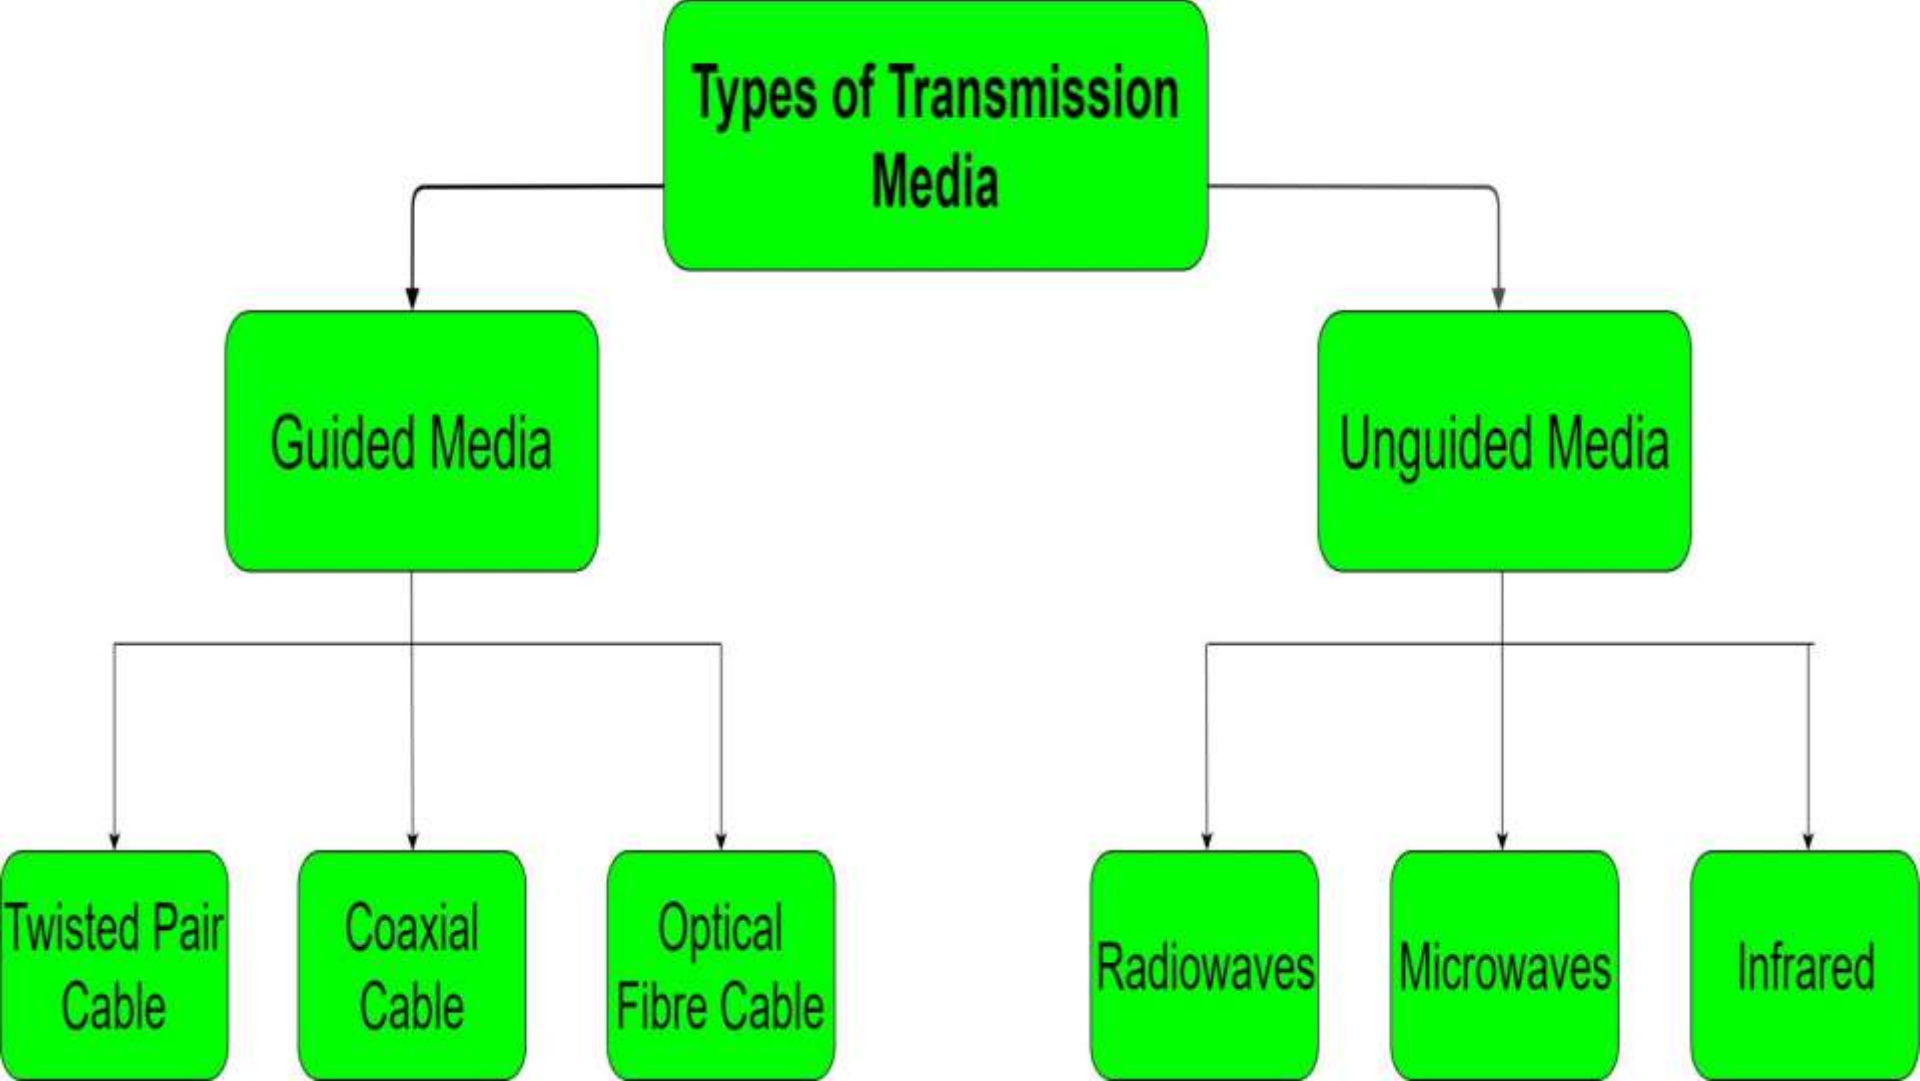 Types of Transmission
Media
Guided Media
Unguided Media
Twisted Pair
Cable
Coaxial
Cable
Optical
Fibre Cable
Radiowaves
Microwaves
Infrared